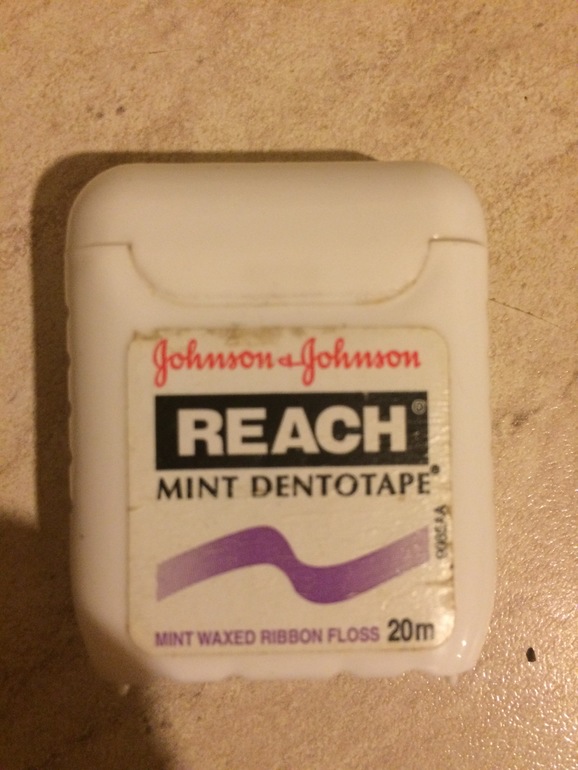 Johnson & Johnson
REACH®
MINT DENTOTAPE®
MINT WAXED RIBBON FLOSS 20m